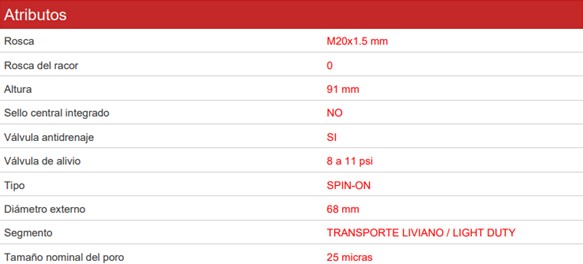 Atributos
Rosca M20x1.5 mm
Rosca del racor 0
Altura 91 mm
Sello central integrado NO
Válvula antidrenaje SI
Válvula de alivio 8 a 11 psi
Tipo SPIN-ON
Diámetro externo 68 mm
Segmento TRANSPORTE LIVIANO / LIGHT DUTY
Tamaño nominal del poro 25 micras